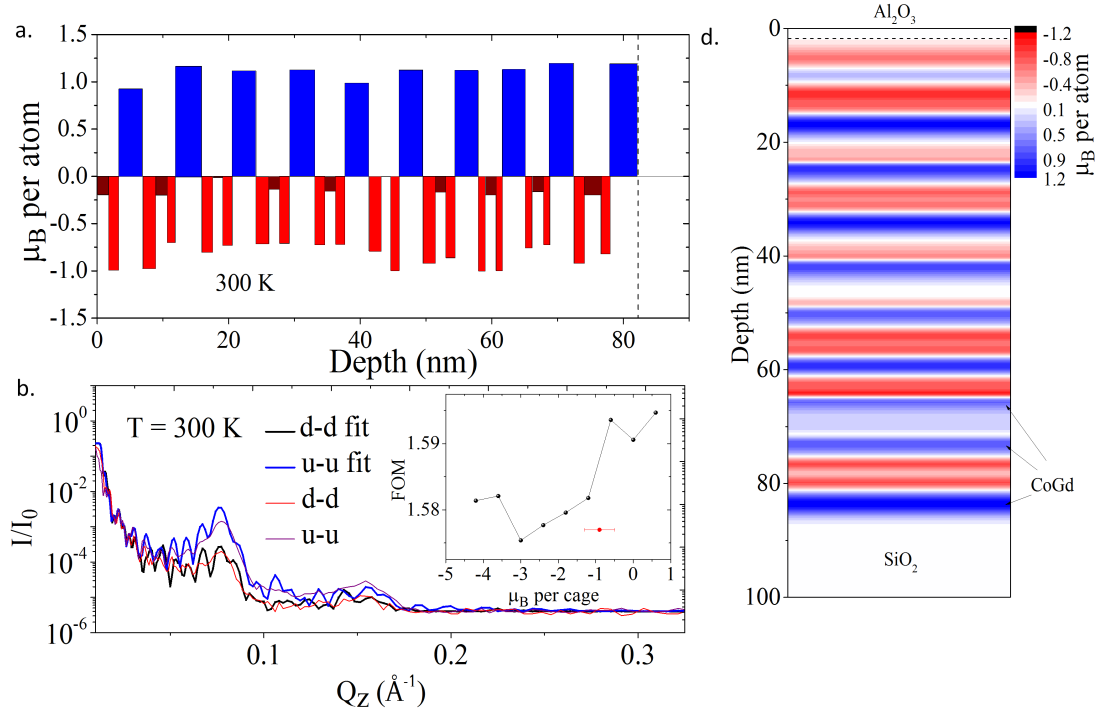 a.
1.5
1.0
0.5
0.0
-0.5
-1.0
-1.5
μB per atom
300 K
0 20 40 60 80
Depth (nm)
b.
10⁰
10⁻²
10⁻⁴
10⁻⁶
I/I₀
T = 300 K
d-d fit
u-u fit
d-d
u-u
1.59
1.58
FOM
-5 -4 -3 -2 -1 0 1
μB per cage
0.1 0.2 0.3
QZ (Å⁻¹)
d.
Al₂O₃
0
20
40
60
80
100
Depth (nm)
CoGd
SiO₂
-1.2
-0.8
-0.4
0.1
0.5
0.9
1.2
μB per atom